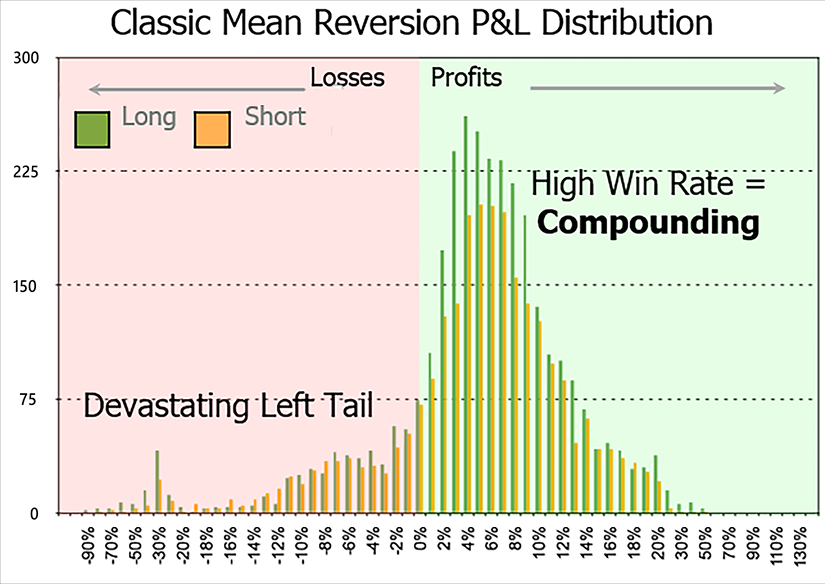 Classic Mean Reversion P&L Distribution
300
Losses Profits
Long Short
225
High Win Rate =
Compounding
150
75
Devastating Left Tail
0
-90% -70% -50% -30% -20% -18% -16% -14% -12% -10% -8% -6% -4% -2% 0% 2% 4% 6% 8% 10% 12% 14% 16% 18% 20% 30% 50% 70% 90% 110% 130%